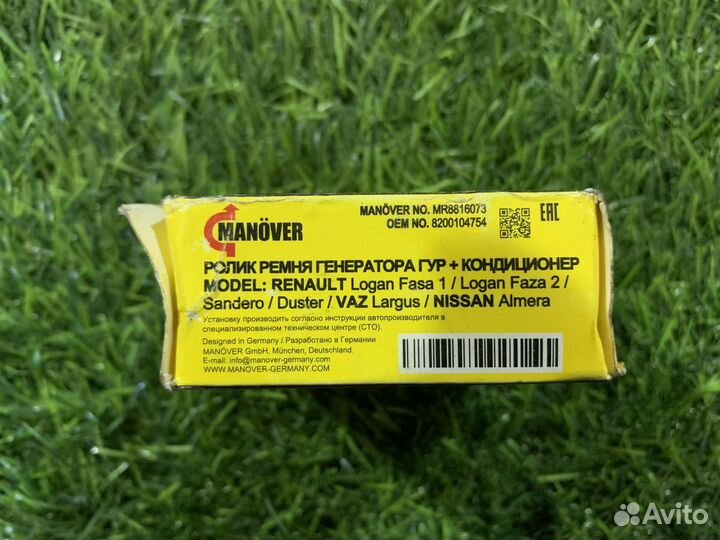 MANÖVER
MANÖVER NO. MR8816073
OEM NO. 8200104754
EAC
РОЛИК РЕМНЯ ГЕНЕРАТОРА ГУР + КОНДИЦИОНЕР
MODEL: RENAULT Logan Fasa 1 / Logan Faza 2 /
Sandero / Duster / VAZ Largus / NISSAN Almera
Установку производить согласно инструкции автопроизводителя в
специализированном техническом центре (СТО).
Designed in Germany / Разработано в Германии
MANÖVER GmbH, München, Deutschland.
E-mail: info@manover-germany.com
WWW.MANOVER-GERMANY.COM
Avito